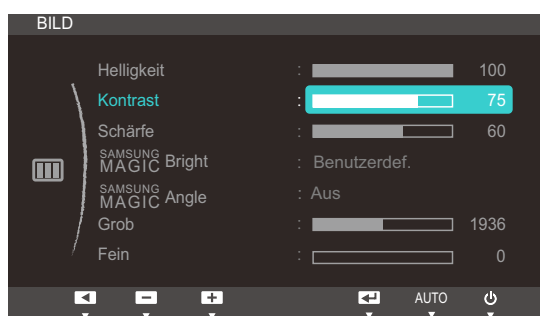 BILD
Helligkeit : 100
Kontrast : 75
Schärfe : 60
SAMSUNG MAGIC Bright : Benutzerdef.
SAMSUNG MAGIC Angle : Aus
Grob : 1936
Fein : 0
AUTO